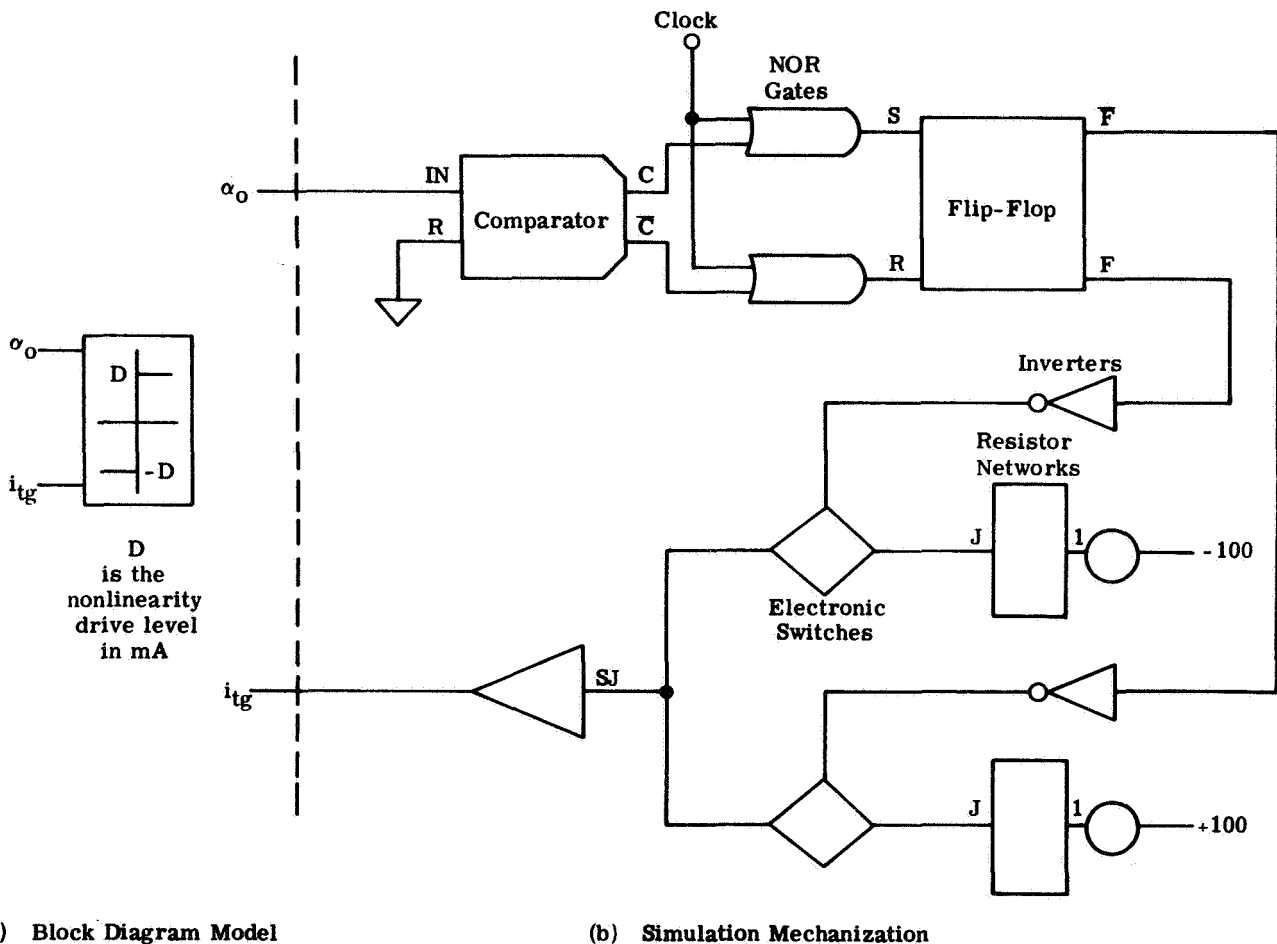 Clock
NOR
Gates
S
F̅
α₀
IN
C
Comparator
R
C̅
Flip-Flop
R
F
α₀
D
-D
i_tg
D
is the
nonlinearity
drive level
in mA
Inverters
Resistor
Networks
J
1
- 100
Electronic
Switches
i_tg
SJ
J
1
+100
) Block Diagram Model
(b) Simulation Mechanization